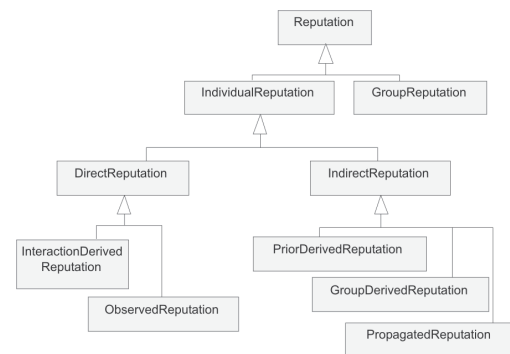 Reputation
IndividualReputation
GroupReputation
DirectReputation
IndirectReputation
InteractionDerived
Reputation
ObservedReputation
PriorDerivedReputation
GroupDerivedReputation
PropagatedReputation